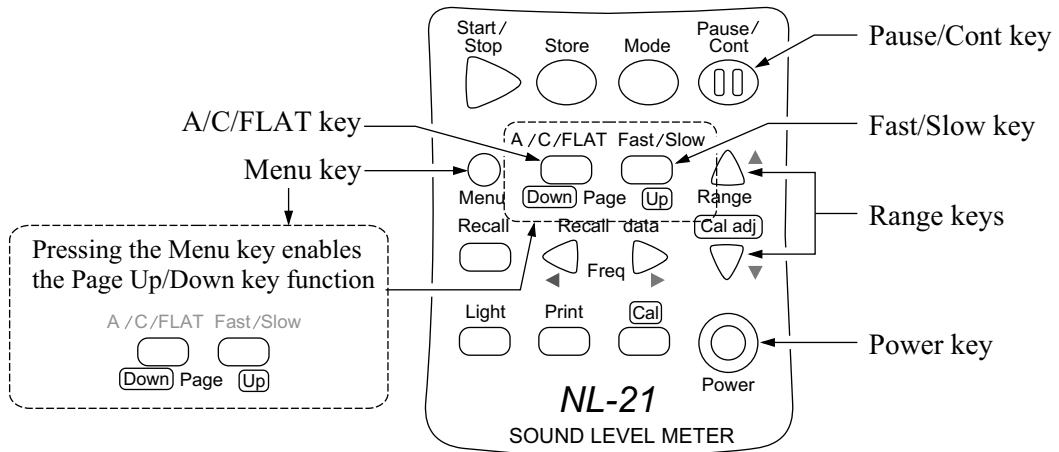 Start/
Stop
Store
Mode
Pause/
Cont
Pause/Cont key
A/C/FLAT key
A /C/FLAT Fast/Slow
Fast/Slow key
Menu key
Menu
Down Page Up
Range
Range keys
Recall
Recall data
Cal adj
Pressing the Menu key enables
the Page Up/Down key function
Freq
A /C/FLAT Fast/Slow
Down Page Up
Light
Print
Cal
Power key
Power
NL-21
SOUND LEVEL METER